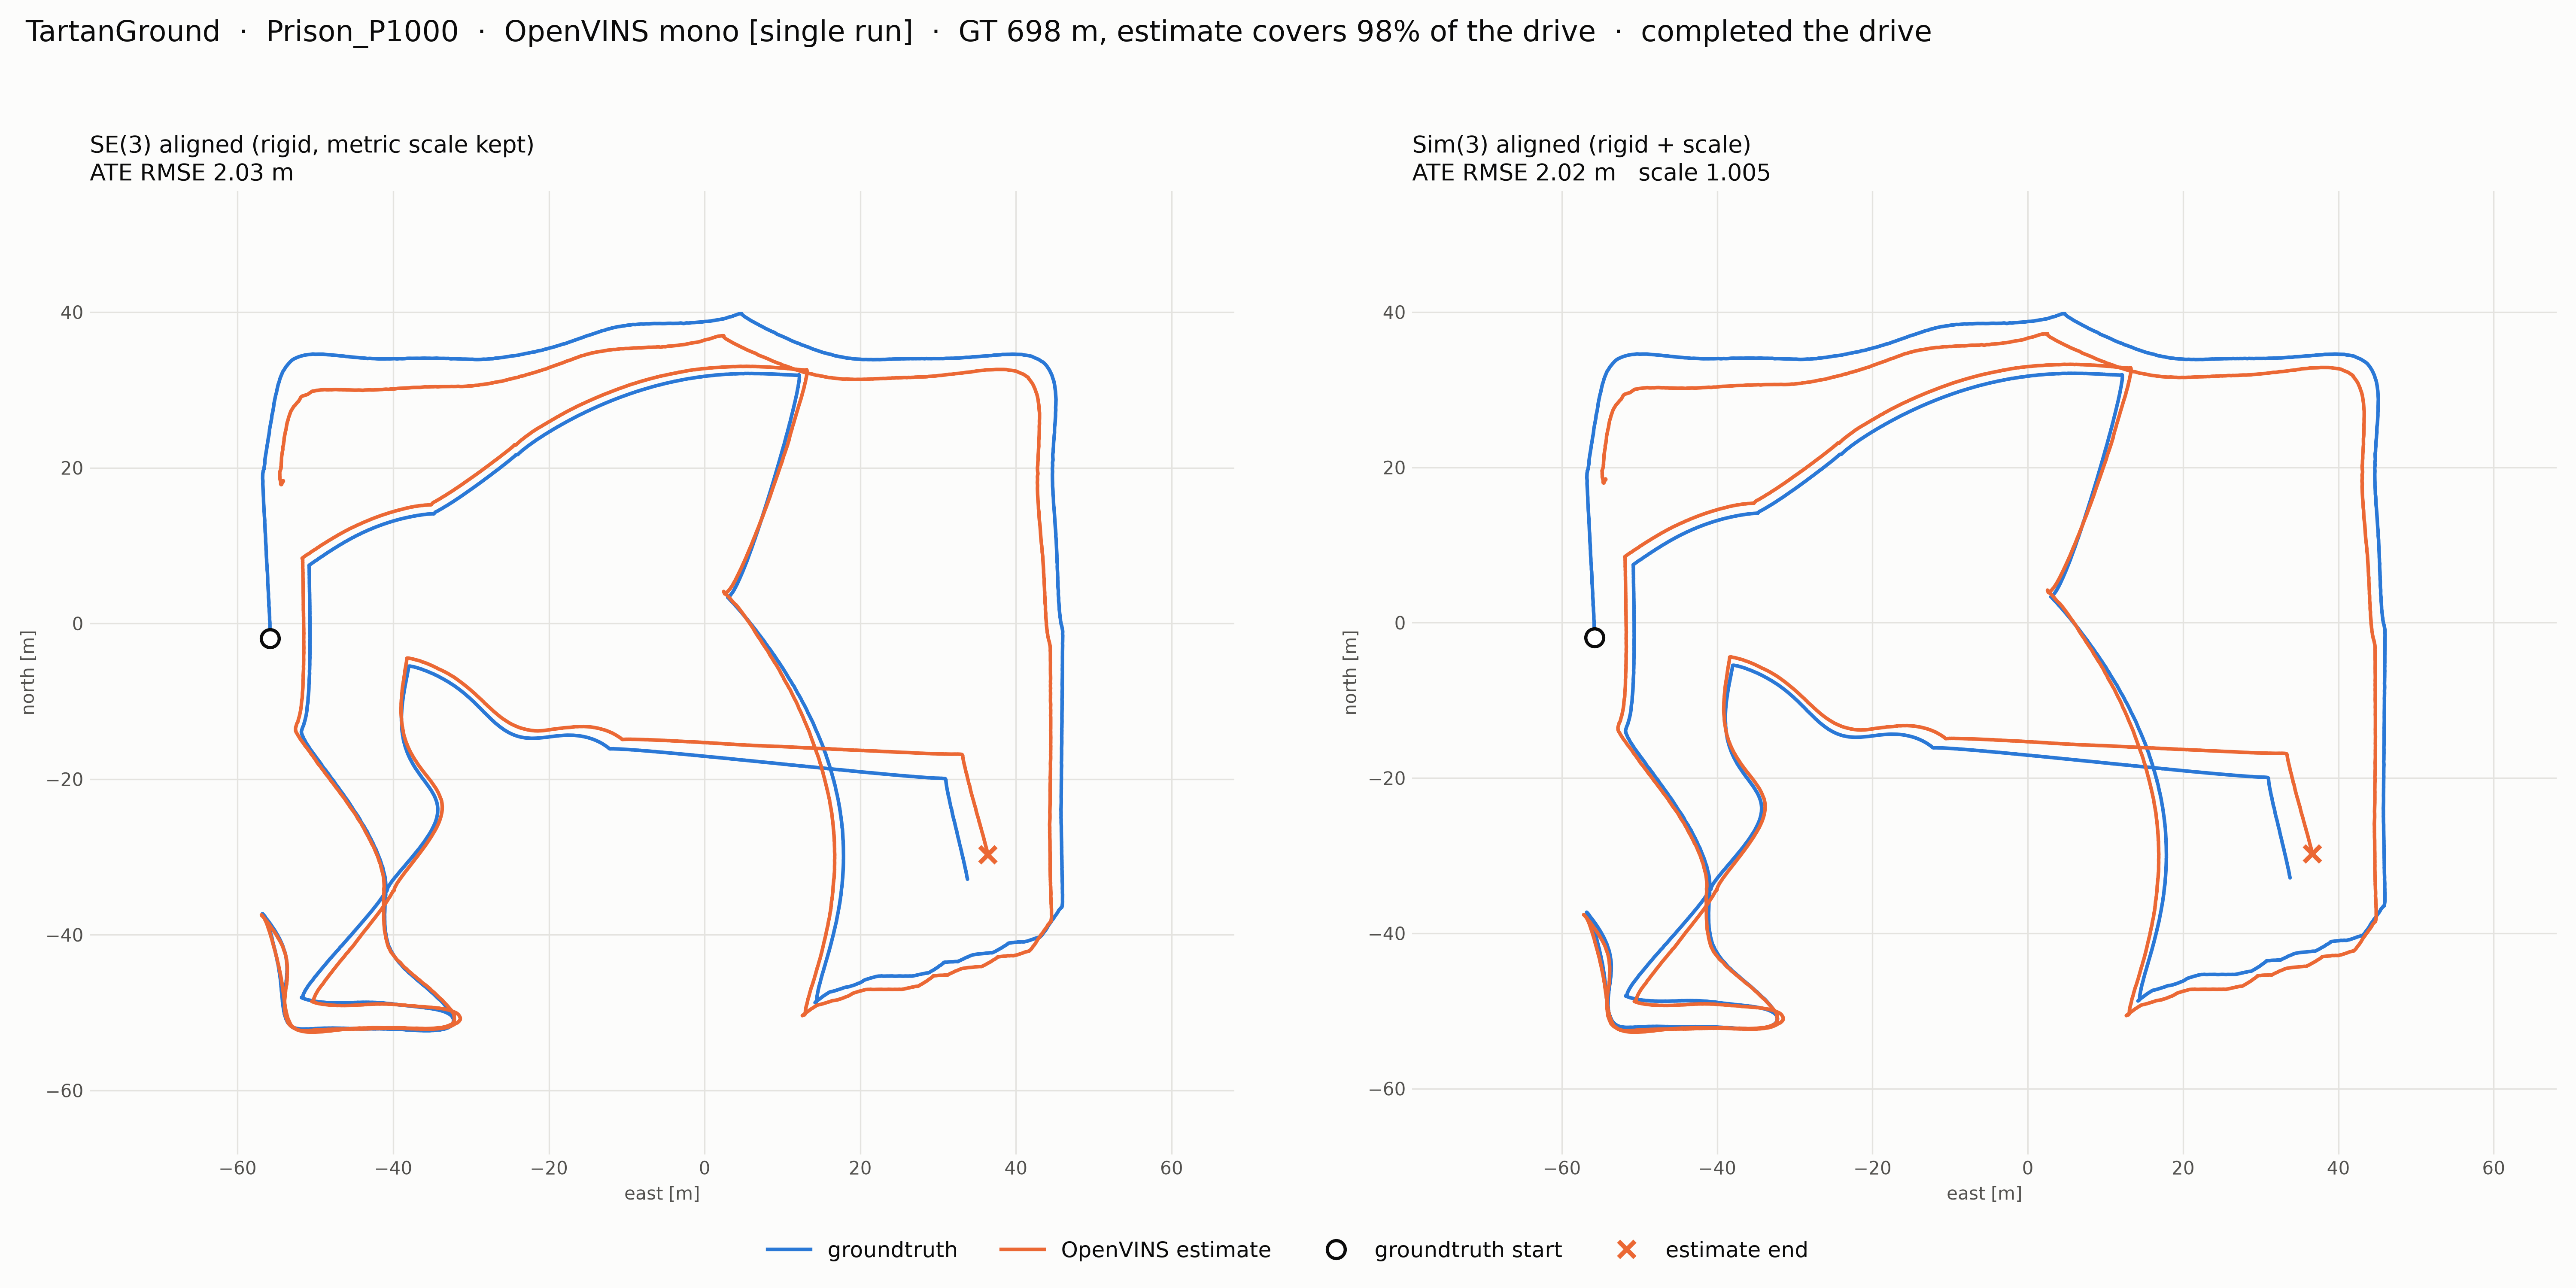 TartanGround · Prison_P1000 · OpenVINS mono [single run] · GT 698 m, estimate covers 98% of the drive · completed the drive
SE(3) aligned (rigid, metric scale kept)
ATE RMSE 2.03 m
40
20
0
−20
−40
−60
north [m]
−60 −40 −20 0 20 40 60
east [m]
Sim(3) aligned (rigid + scale)
ATE RMSE 2.02 m scale 1.005
40
20
0
−20
−40
−60
north [m]
−60 −40 −20 0 20 40 60
east [m]
groundtruth OpenVINS estimate groundtruth start estimate end